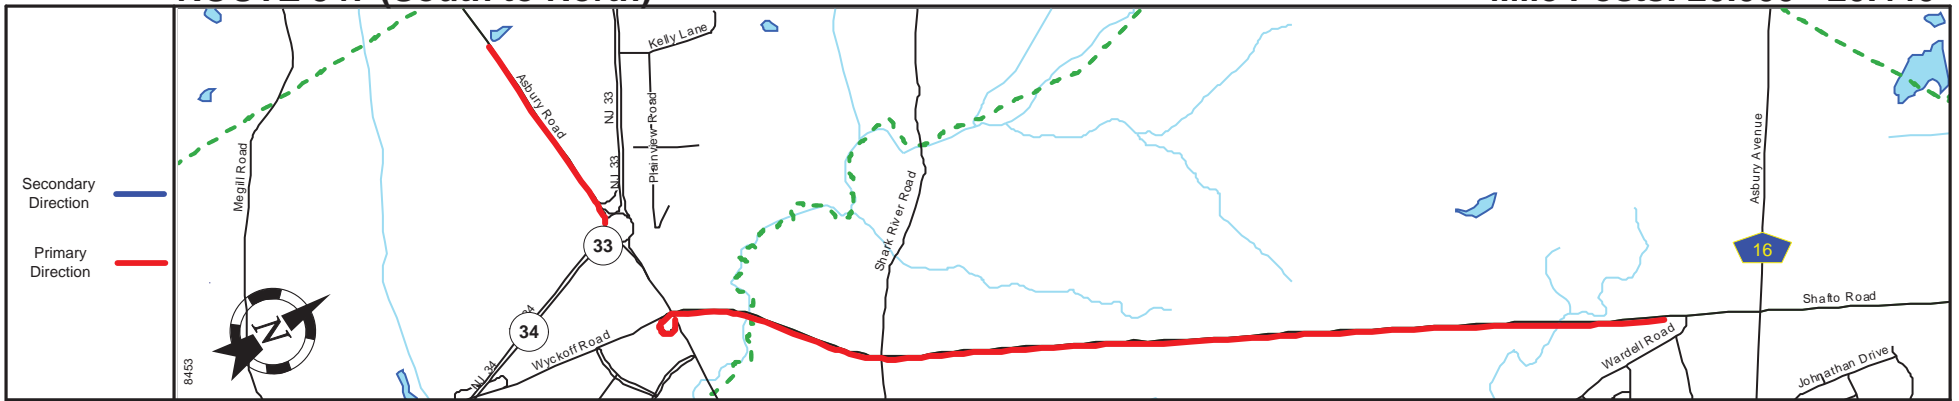 Secondary
Direction
Primary
Direction
8453
N
Megill Road
Asbury Road
NJ 33
NJ 33
Kelly Lane
Plainview Road
33
34
NJ 34
Wyckoff Road
Shark River Road
Asbury Avenue
16
Shafto Road
Wardell Road
Johnathan Drive